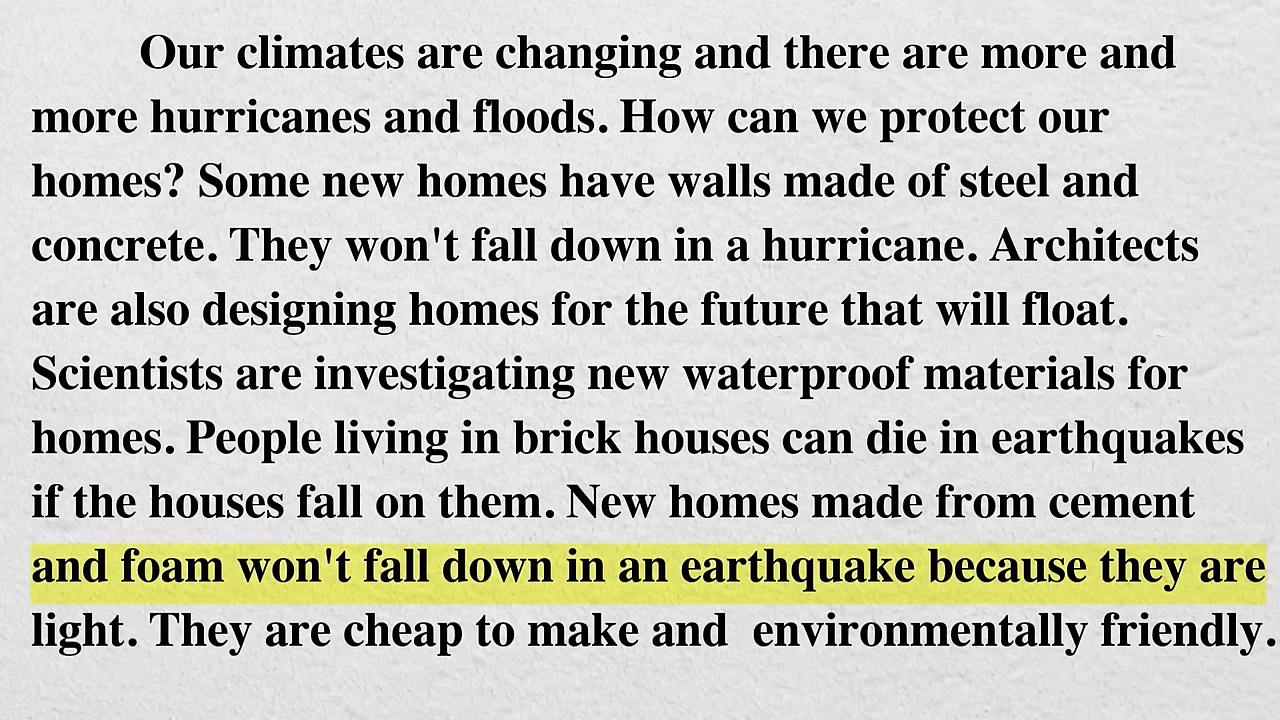 Our climates are changing and there are more and
more hurricanes and floods. How can we protect our
homes? Some new homes have walls made of steel and
concrete. They won't fall down in a hurricane. Architects
are also designing homes for the future that will float.
Scientists are investigating new waterproof materials for
homes. People living in brick houses can die in earthquakes
if the houses fall on them. New homes made from cement
and foam won't fall down in an earthquake because they are
light. They are cheap to make and  environmentally friendly.